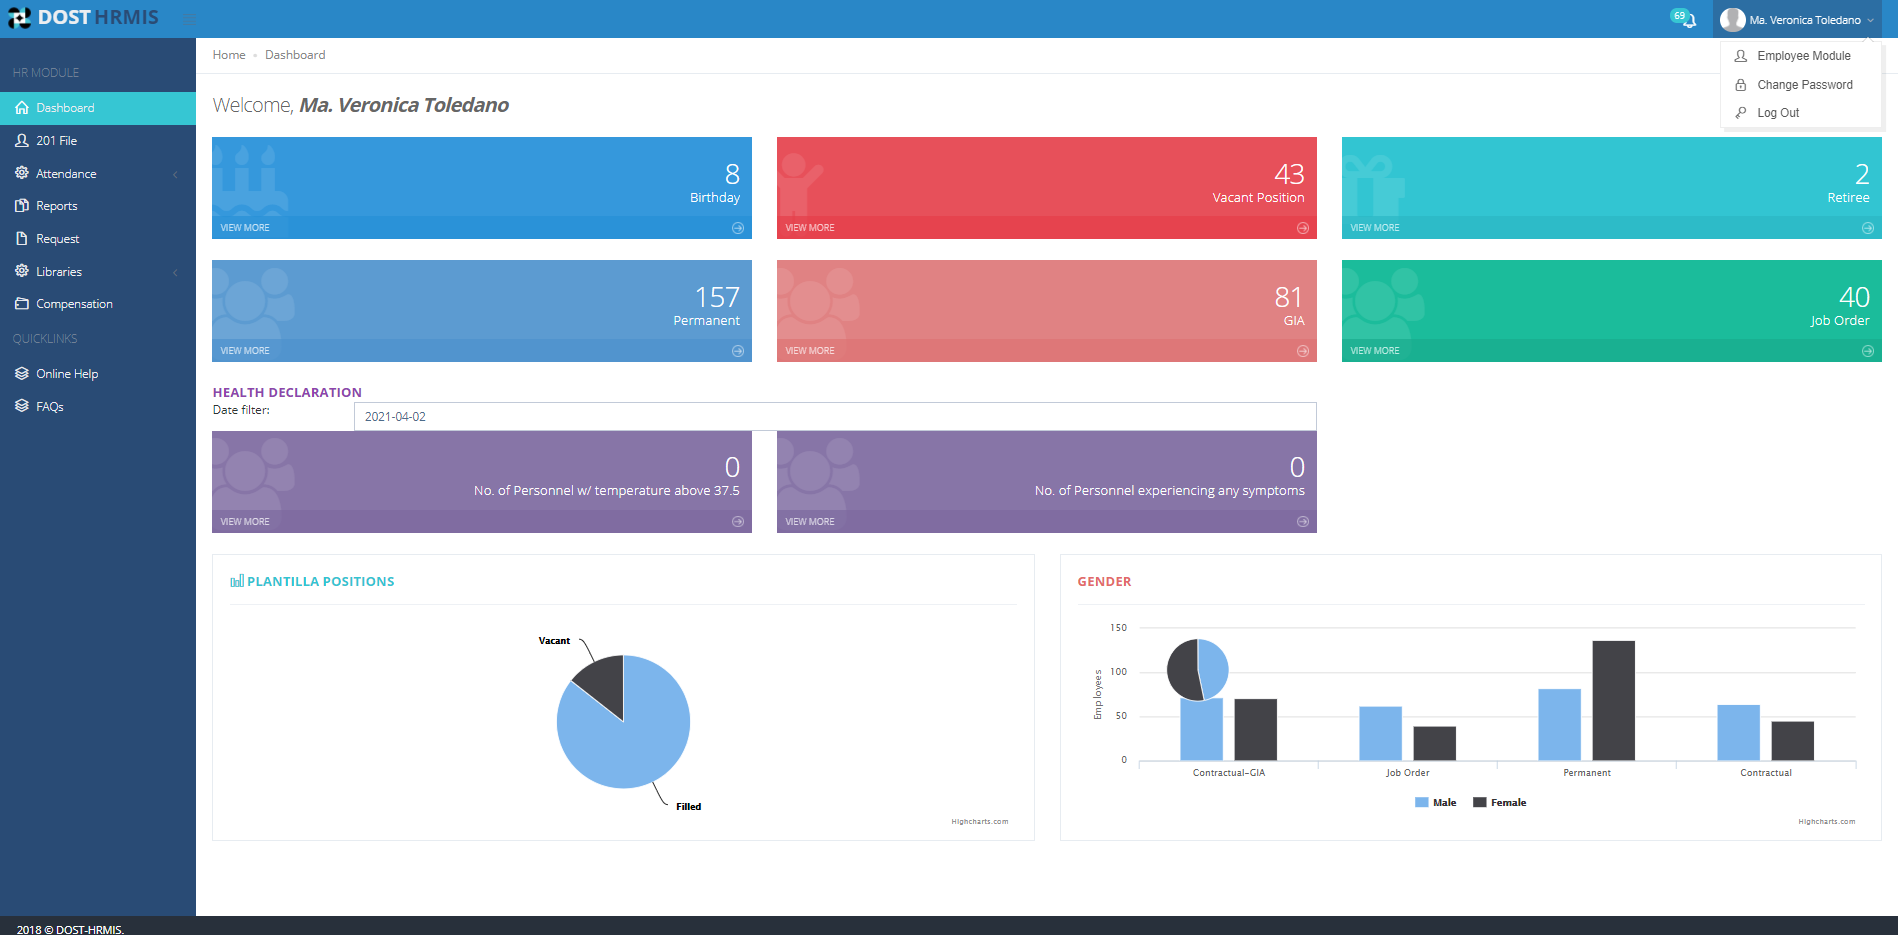 DOST HRMIS
69
Ma. Veronica Toledano
Employee Module
Change Password
Log Out
HR MODULE
Dashboard
201 File
Attendance
Reports
Request
Libraries
Compensation
QUICKLINKS
Online Help
FAQs
Home • Dashboard
Welcome, Ma. Veronica Toledano
8
Birthday
VIEW MORE
43
Vacant Position
VIEW MORE
2
Retiree
VIEW MORE
157
Permanent
VIEW MORE
81
GIA
VIEW MORE
40
Job Order
VIEW MORE
HEALTH DECLARATION
Date filter:
2021-04-02
0
No. of Personnel w/ temperature above 37.5
VIEW MORE
0
No. of Personnel experiencing any symptoms
VIEW MORE
PLANTILLA POSITIONS
Vacant
Filled
Highcharts.com
GENDER
Employees
150
100
50
0
Contractual-GIA
Job Order
Permanent
Contractual
Male
Female
Highcharts.com
2018 © DOST-HRMIS.